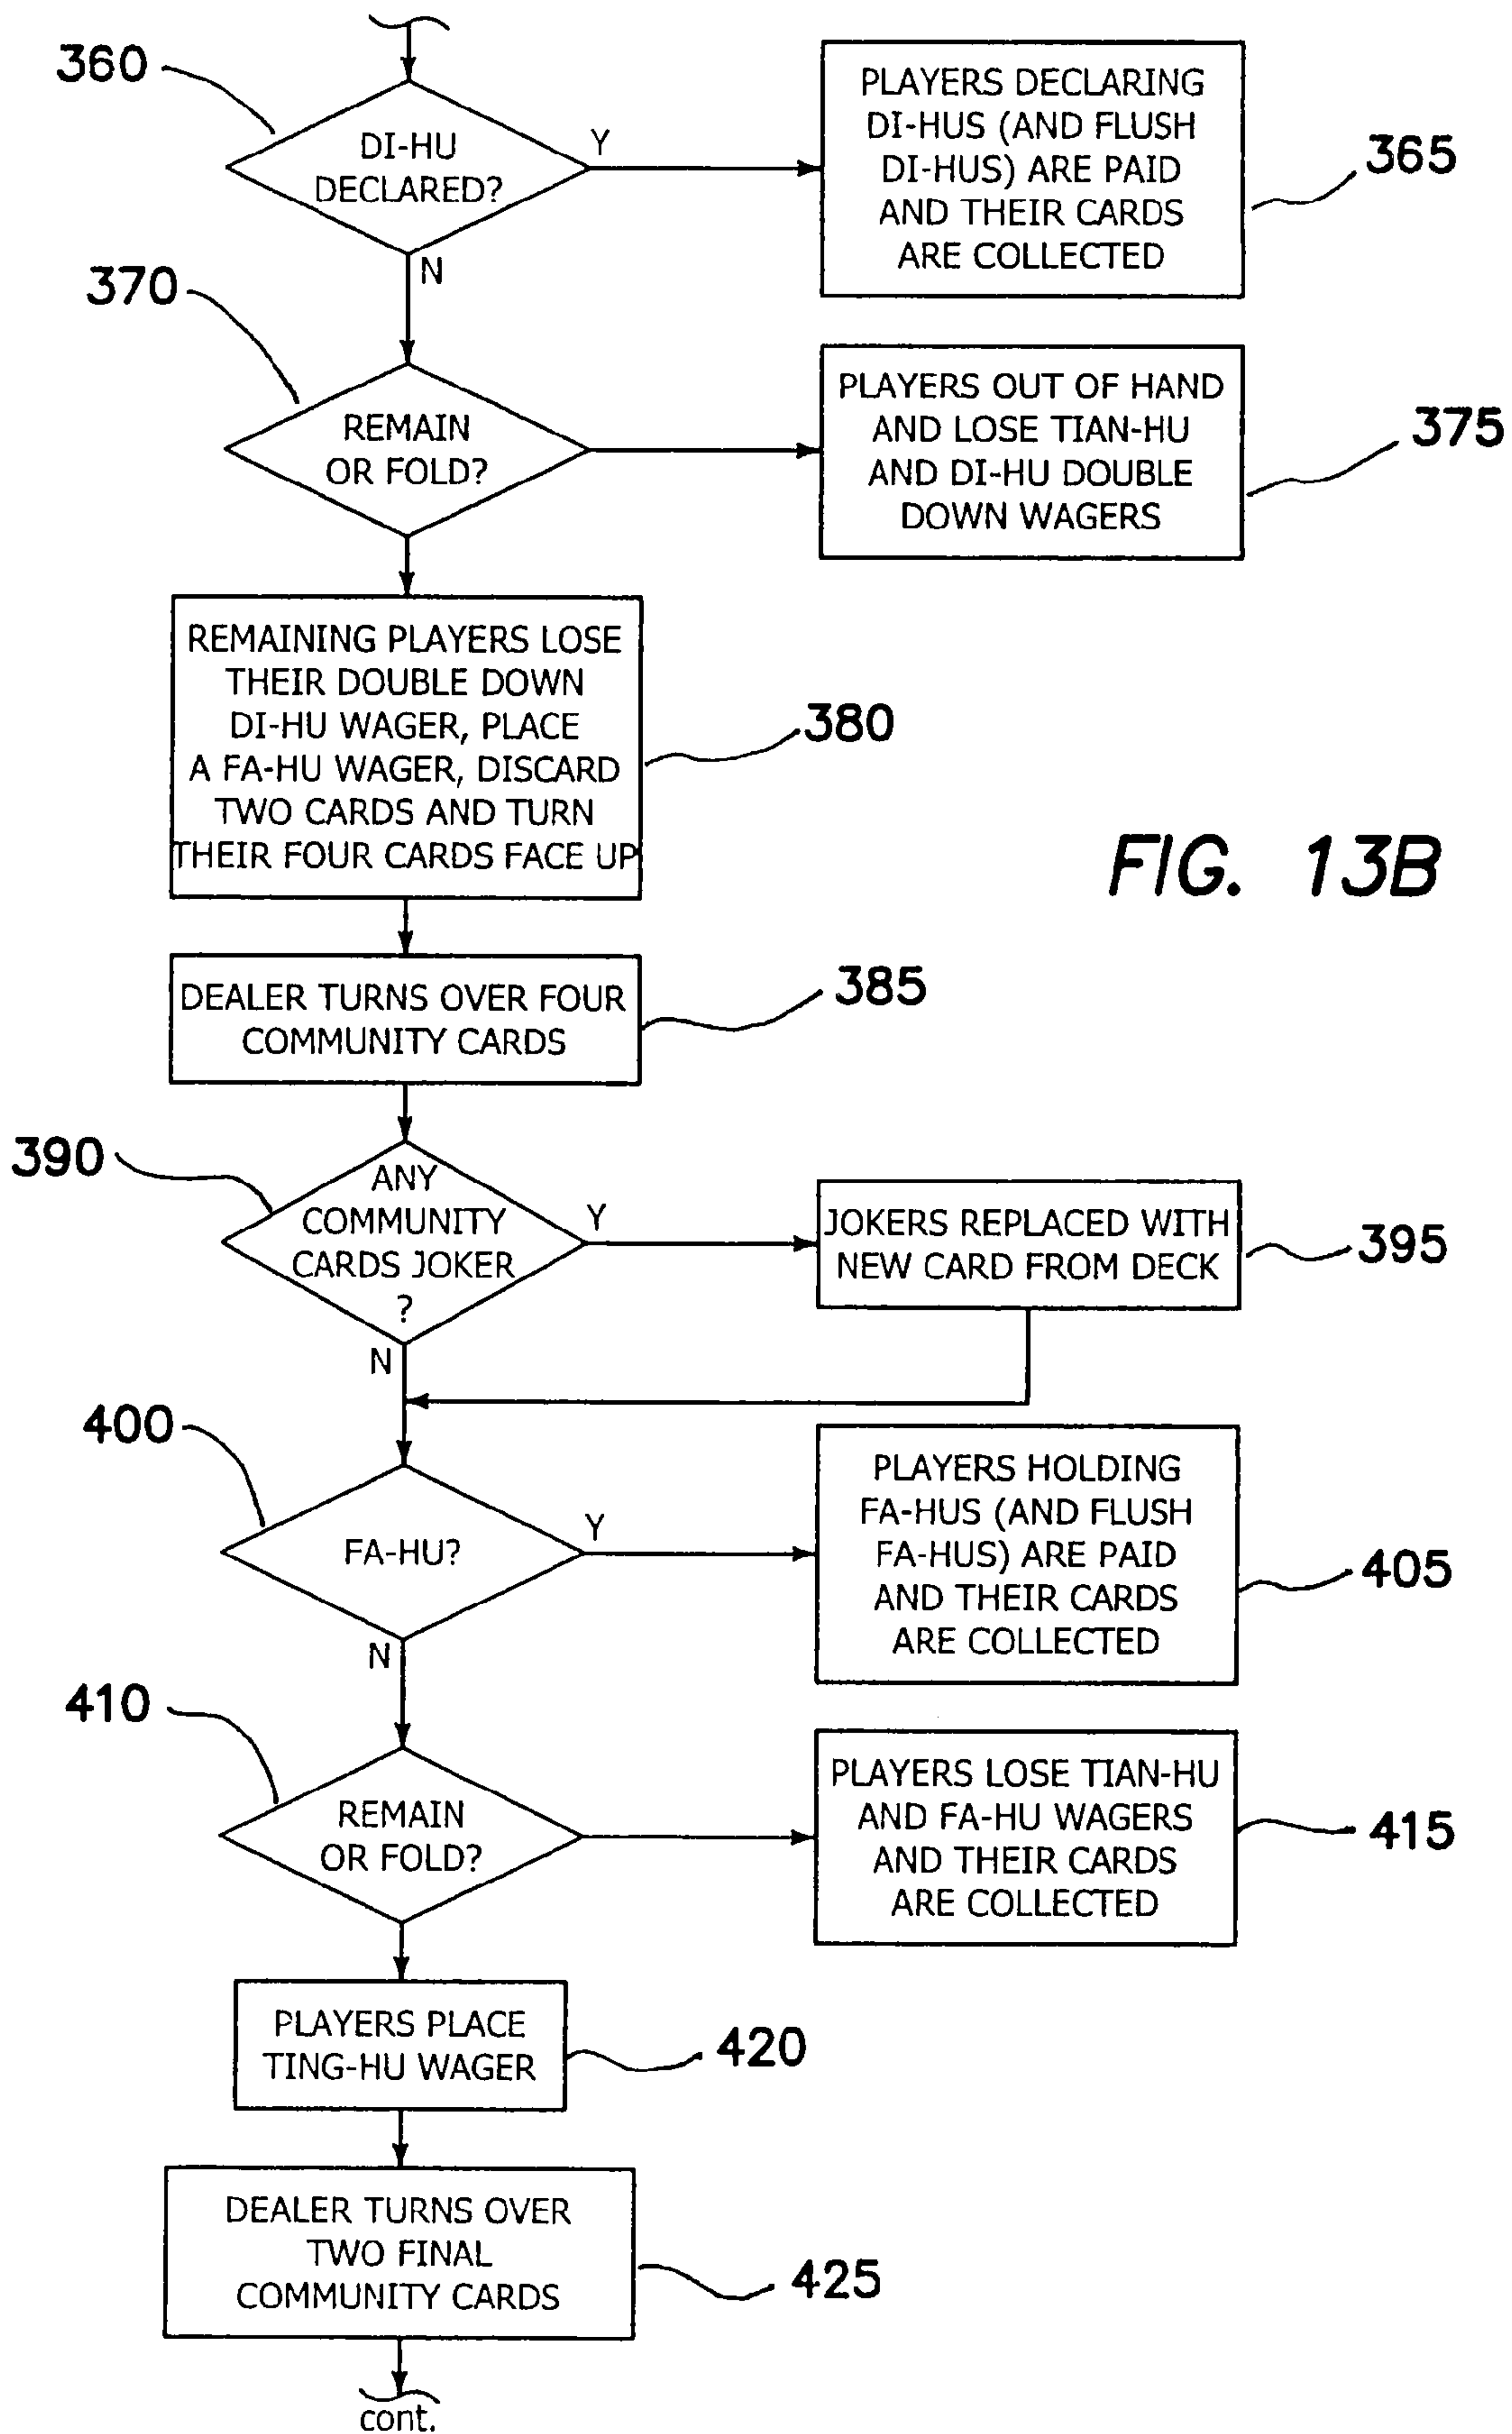 360
DI-HU
DECLARED?
Y
N
PLAYERS DECLARING
DI-HUS (AND FLUSH
DI-HUS) ARE PAID
AND THEIR CARDS
ARE COLLECTED
365
370
REMAIN
OR FOLD?
PLAYERS OUT OF HAND
AND LOSE TIAN-HU
AND DI-HU DOUBLE
DOWN WAGERS
375
REMAINING PLAYERS LOSE
THEIR DOUBLE DOWN
DI-HU WAGER, PLACE
A FA-HU WAGER, DISCARD
TWO CARDS AND TURN
THEIR FOUR CARDS FACE UP
380
FIG. 13B
DEALER TURNS OVER FOUR
COMMUNITY CARDS
385
390
ANY
COMMUNITY
CARDS JOKER
?
Y
N
JOKERS REPLACED WITH
NEW CARD FROM DECK
395
400
FA-HU?
Y
N
PLAYERS HOLDING
FA-HUS (AND FLUSH
FA-HUS) ARE PAID
AND THEIR CARDS
ARE COLLECTED
405
410
REMAIN
OR FOLD?
PLAYERS LOSE TIAN-HU
AND FA-HU WAGERS
AND THEIR CARDS
ARE COLLECTED
415
PLAYERS PLACE
TING-HU WAGER
420
DEALER TURNS OVER
TWO FINAL
COMMUNITY CARDS
425
cont.